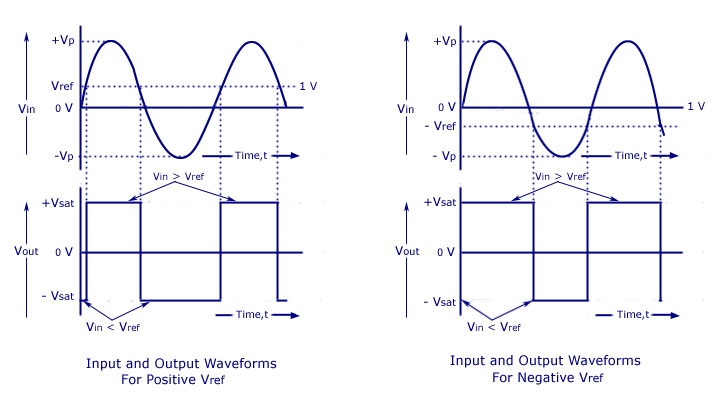 +Vp
Vref
1 V
Vin
0 V
-Vp
Time,t
Vin > Vref
+Vsat
Vout
0 V
- Vsat
Time,t
Vin < Vref
Input and Output Waveforms
For Positive Vref
+Vp
Vin
0 V
1 V
- Vref
- Vp
Time,t
Vin > Vref
+Vsat
Vout
0 V
- Vsat
Time,t
Vin < Vref
Input and Output Waveforms
For Negative Vref